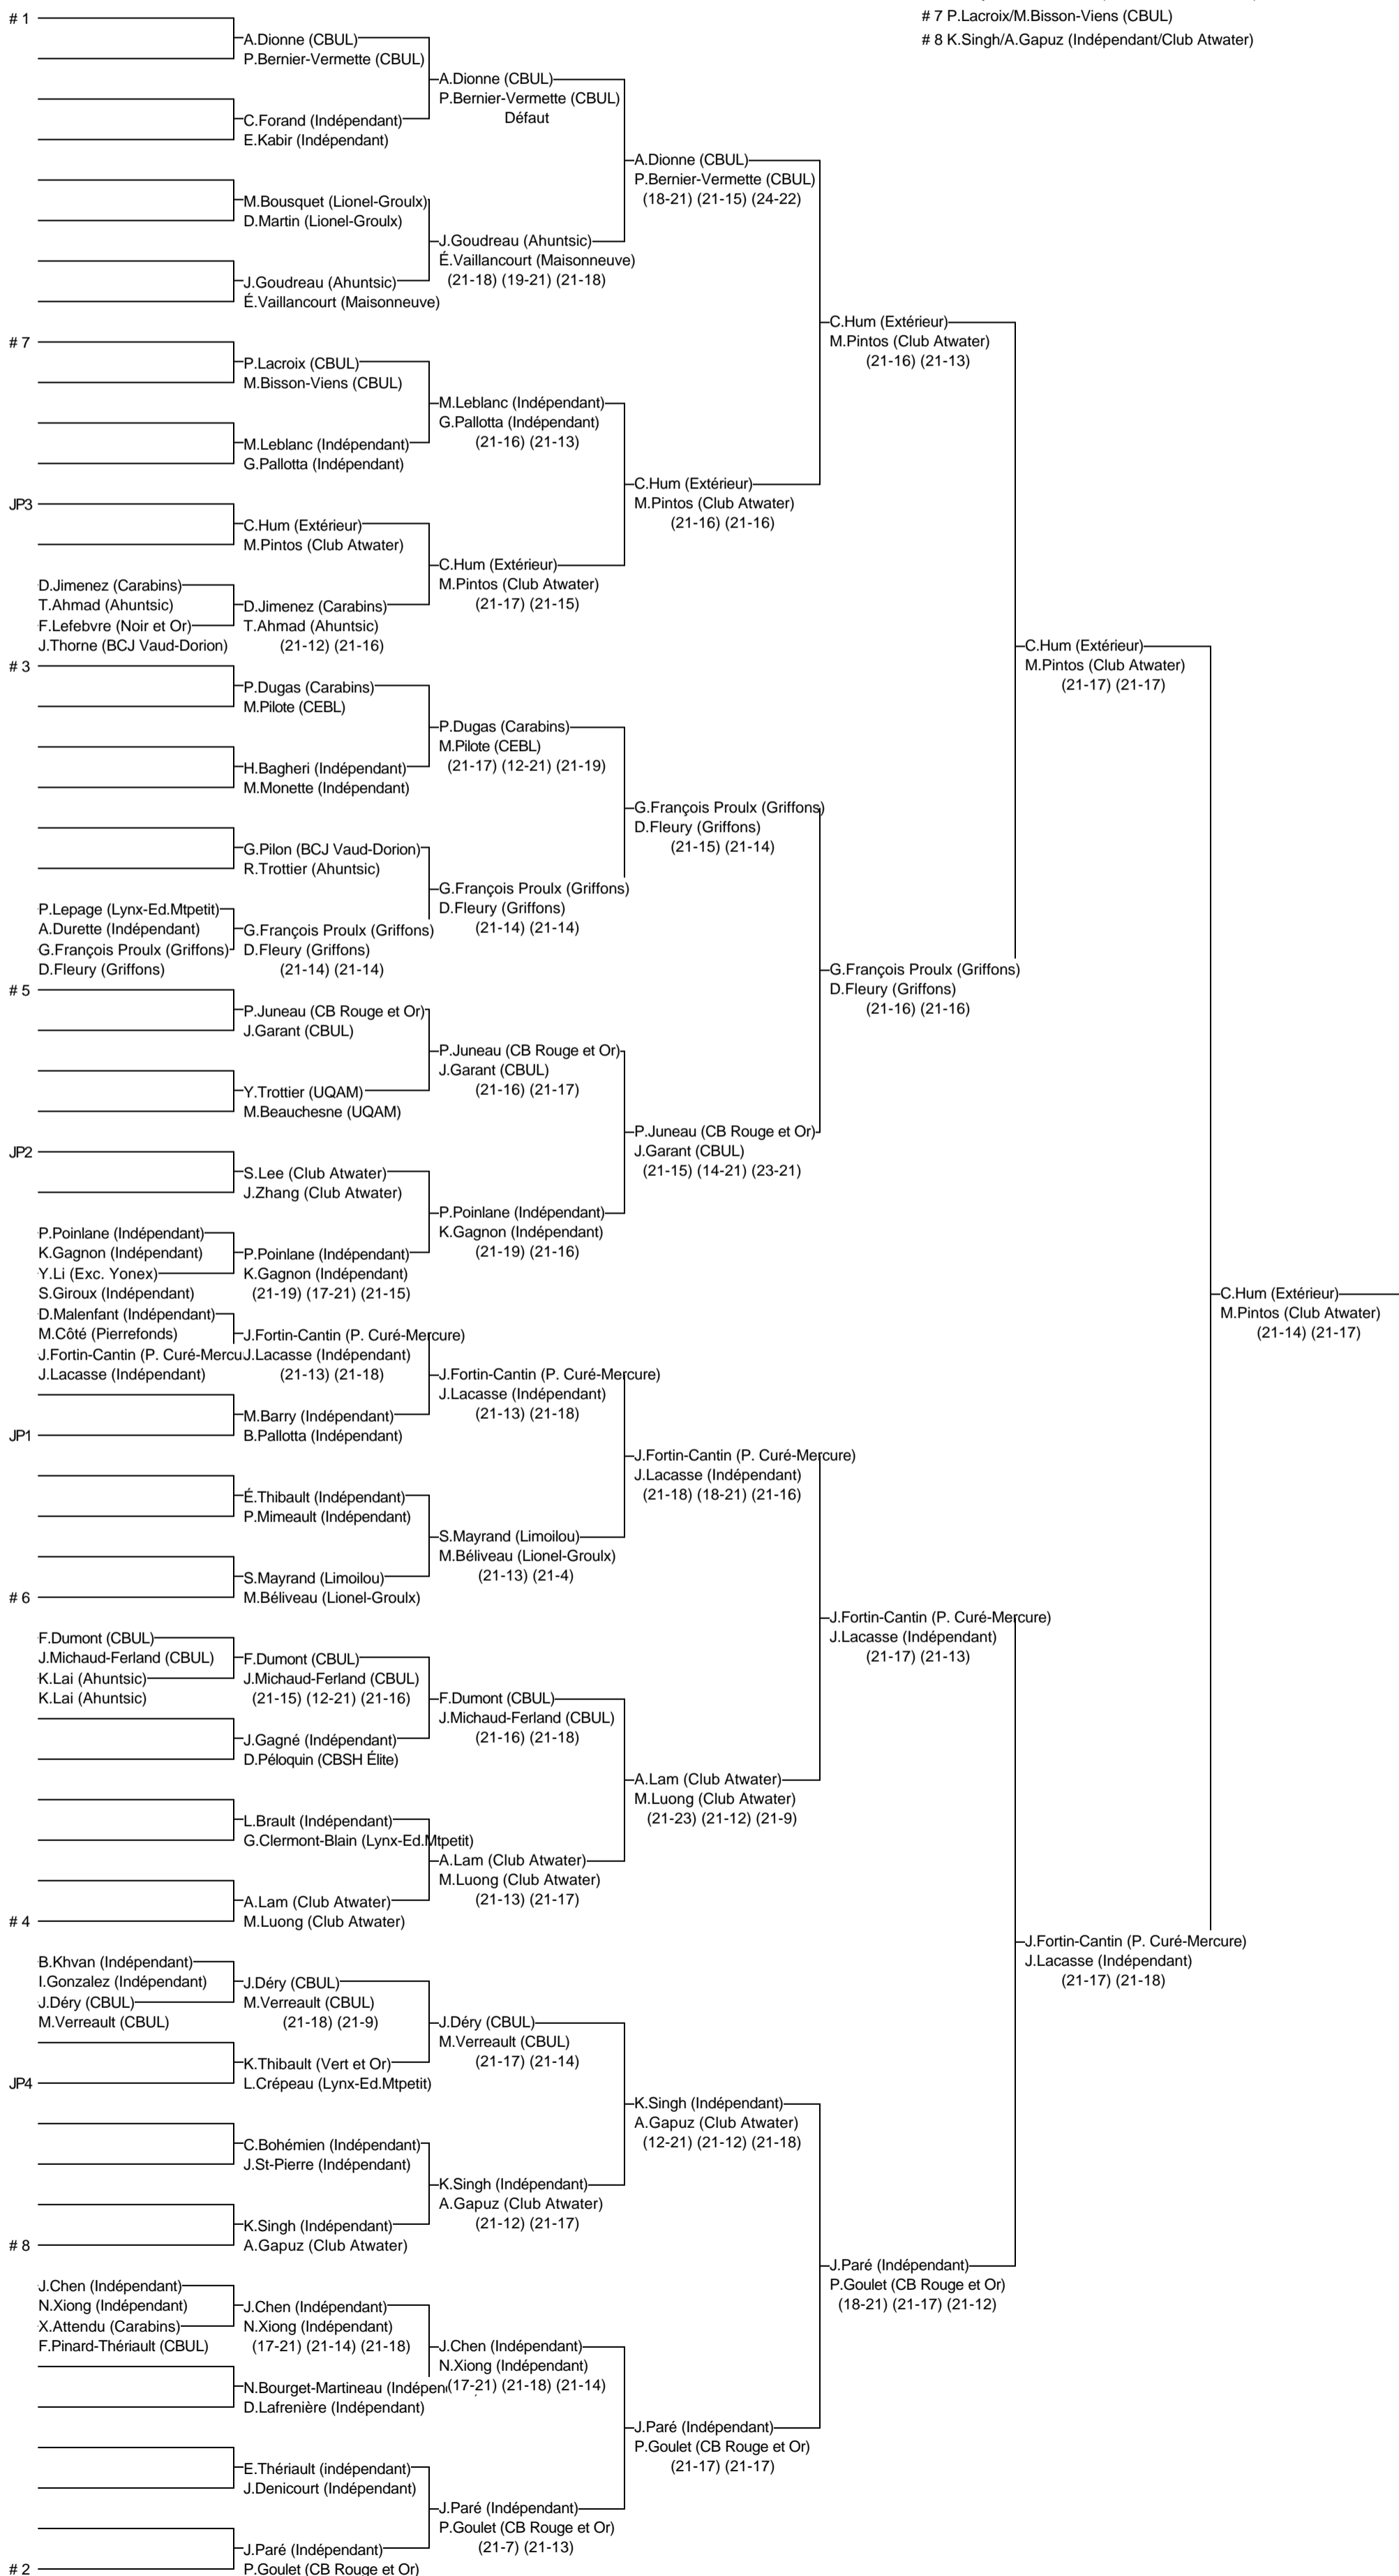 # 7 P.Lacroix/M.Bisson-Viens (CBUL)
# 8 K.Singh/A.Gapuz (Indépendant/Club Atwater)
# 1
A.Dionne (CBUL)
P.Bernier-Vermette (CBUL)
A.Dionne (CBUL)
P.Bernier-Vermette (CBUL)
Défaut
C.Forand (Indépendant)
E.Kabir (Indépendant)
A.Dionne (CBUL)
P.Bernier-Vermette (CBUL)
(18-21) (21-15) (24-22)
M.Bousquet (Lionel-Groulx)
D.Martin (Lionel-Groulx)
J.Goudreau (Ahuntsic)
É.Vaillancourt (Maisonneuve)
(21-18) (19-21) (21-18)
J.Goudreau (Ahuntsic)
É.Vaillancourt (Maisonneuve)
C.Hum (Extérieur)
M.Pintos (Club Atwater)
(21-16) (21-13)
# 7
P.Lacroix (CBUL)
M.Bisson-Viens (CBUL)
M.Leblanc (Indépendant)
G.Pallotta (Indépendant)
(21-16) (21-13)
M.Leblanc (Indépendant)
G.Pallotta (Indépendant)
C.Hum (Extérieur)
M.Pintos (Club Atwater)
(21-16) (21-16)
JP3
C.Hum (Extérieur)
M.Pintos (Club Atwater)
C.Hum (Extérieur)
M.Pintos (Club Atwater)
(21-17) (21-15)
D.Jimenez (Carabins)
T.Ahmad (Ahuntsic)
F.Lefebvre (Noir et Or)
J.Thorne (BCJ Vaud-Dorion)
D.Jimenez (Carabins)
T.Ahmad (Ahuntsic)
(21-12) (21-16)
C.Hum (Extérieur)
M.Pintos (Club Atwater)
(21-17) (21-17)
# 3
P.Dugas (Carabins)
M.Pilote (CEBL)
P.Dugas (Carabins)
M.Pilote (CEBL)
(21-17) (12-21) (21-19)
H.Bagheri (Indépendant)
M.Monette (Indépendant)
G.François Proulx (Griffons)
D.Fleury (Griffons)
(21-15) (21-14)
G.Pilon (BCJ Vaud-Dorion)
R.Trottier (Ahuntsic)
G.François Proulx (Griffons)
D.Fleury (Griffons)
(21-14) (21-14)
P.Lepage (Lynx-Ed.Mtpetit)
A.Durette (Indépendant)
G.François Proulx (Griffons)
D.Fleury (Griffons)
G.François Proulx (Griffons)
D.Fleury (Griffons)
(21-14) (21-14)
G.François Proulx (Griffons)
D.Fleury (Griffons)
(21-16) (21-16)
# 5
P.Juneau (CB Rouge et Or)
J.Garant (CBUL)
P.Juneau (CB Rouge et Or)
J.Garant (CBUL)
(21-16) (21-17)
Y.Trottier (UQAM)
M.Beauchesne (UQAM)
P.Juneau (CB Rouge et Or)
J.Garant (CBUL)
(21-15) (14-21) (23-21)
JP2
S.Lee (Club Atwater)
J.Zhang (Club Atwater)
P.Poinlane (Indépendant)
K.Gagnon (Indépendant)
(21-19) (21-16)
P.Poinlane (Indépendant)
K.Gagnon (Indépendant)
Y.Li (Exc. Yonex)
S.Giroux (Indépendant)
P.Poinlane (Indépendant)
K.Gagnon (Indépendant)
(21-19) (17-21) (21-15)
C.Hum (Extérieur)
M.Pintos (Club Atwater)
(21-14) (21-17)
D.Malenfant (Indépendant)
M.Côté (Pierrefonds)
J.Fortin-Cantin (P. Curé-Mercu
J.Lacasse (Indépendant)
J.Fortin-Cantin (P. Curé-Mercure)
J.Lacasse (Indépendant)
(21-13) (21-18)
J.Fortin-Cantin (P. Curé-Mercure)
J.Lacasse (Indépendant)
(21-13) (21-18)
M.Barry (Indépendant)
B.Pallotta (Indépendant)
JP1
J.Fortin-Cantin (P. Curé-Mercure)
J.Lacasse (Indépendant)
(21-18) (18-21) (21-16)
É.Thibault (Indépendant)
P.Mimeault (Indépendant)
S.Mayrand (Limoilou)
M.Béliveau (Lionel-Groulx)
(21-13) (21-4)
S.Mayrand (Limoilou)
M.Béliveau (Lionel-Groulx)
# 6
J.Fortin-Cantin (P. Curé-Mercure)
J.Lacasse (Indépendant)
(21-17) (21-13)
F.Dumont (CBUL)
J.Michaud-Ferland (CBUL)
K.Lai (Ahuntsic)
K.Lai (Ahuntsic)
F.Dumont (CBUL)
J.Michaud-Ferland (CBUL)
(21-15) (12-21) (21-16)
F.Dumont (CBUL)
J.Michaud-Ferland (CBUL)
(21-16) (21-18)
J.Gagné (Indépendant)
D.Péloquin (CBSH Élite)
A.Lam (Club Atwater)
M.Luong (Club Atwater)
(21-23) (21-12) (21-9)
L.Brault (Indépendant)
G.Clermont-Blain (Lynx-Ed.Mtpetit)
A.Lam (Club Atwater)
M.Luong (Club Atwater)
(21-13) (21-17)
A.Lam (Club Atwater)
M.Luong (Club Atwater)
# 4
J.Fortin-Cantin (P. Curé-Mercure)
J.Lacasse (Indépendant)
(21-17) (21-18)
B.Khvan (Indépendant)
I.Gonzalez (Indépendant)
J.Déry (CBUL)
M.Verreault (CBUL)
J.Déry (CBUL)
M.Verreault (CBUL)
(21-18) (21-9)
J.Déry (CBUL)
M.Verreault (CBUL)
(21-17) (21-14)
K.Thibault (Vert et Or)
L.Crépeau (Lynx-Ed.Mtpetit)
JP4
K.Singh (Indépendant)
A.Gapuz (Club Atwater)
(12-21) (21-12) (21-18)
C.Bohémien (Indépendant)
J.St-Pierre (Indépendant)
K.Singh (Indépendant)
A.Gapuz (Club Atwater)
(21-12) (21-17)
K.Singh (Indépendant)
A.Gapuz (Club Atwater)
# 8
J.Paré (Indépendant)
P.Goulet (CB Rouge et Or)
(18-21) (21-17) (21-12)
J.Chen (Indépendant)
N.Xiong (Indépendant)
X.Attendu (Carabins)
F.Pinard-Thériault (CBUL)
J.Chen (Indépendant)
N.Xiong (Indépendant)
(17-21) (21-14) (21-18)
J.Chen (Indépendant)
N.Xiong (Indépendant)
(17-21) (21-18) (21-14)
N.Bourget-Martineau (Indépen
D.Lafrenière (Indépendant)
J.Paré (Indépendant)
P.Goulet (CB Rouge et Or)
(21-17) (21-17)
E.Thériault (indépendant)
J.Denicourt (Indépendant)
J.Paré (Indépendant)
P.Goulet (CB Rouge et Or)
(21-7) (21-13)
J.Paré (Indépendant)
P.Goulet (CB Rouge et Or)
# 2